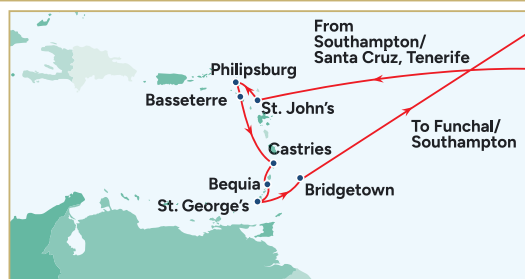 From
Southampton/
Santa Cruz, Tenerife
Philipsburg
Basseterre
St. John's
To Funchal/
Southampton
Castries
Bequia
Bridgetown
St. George's